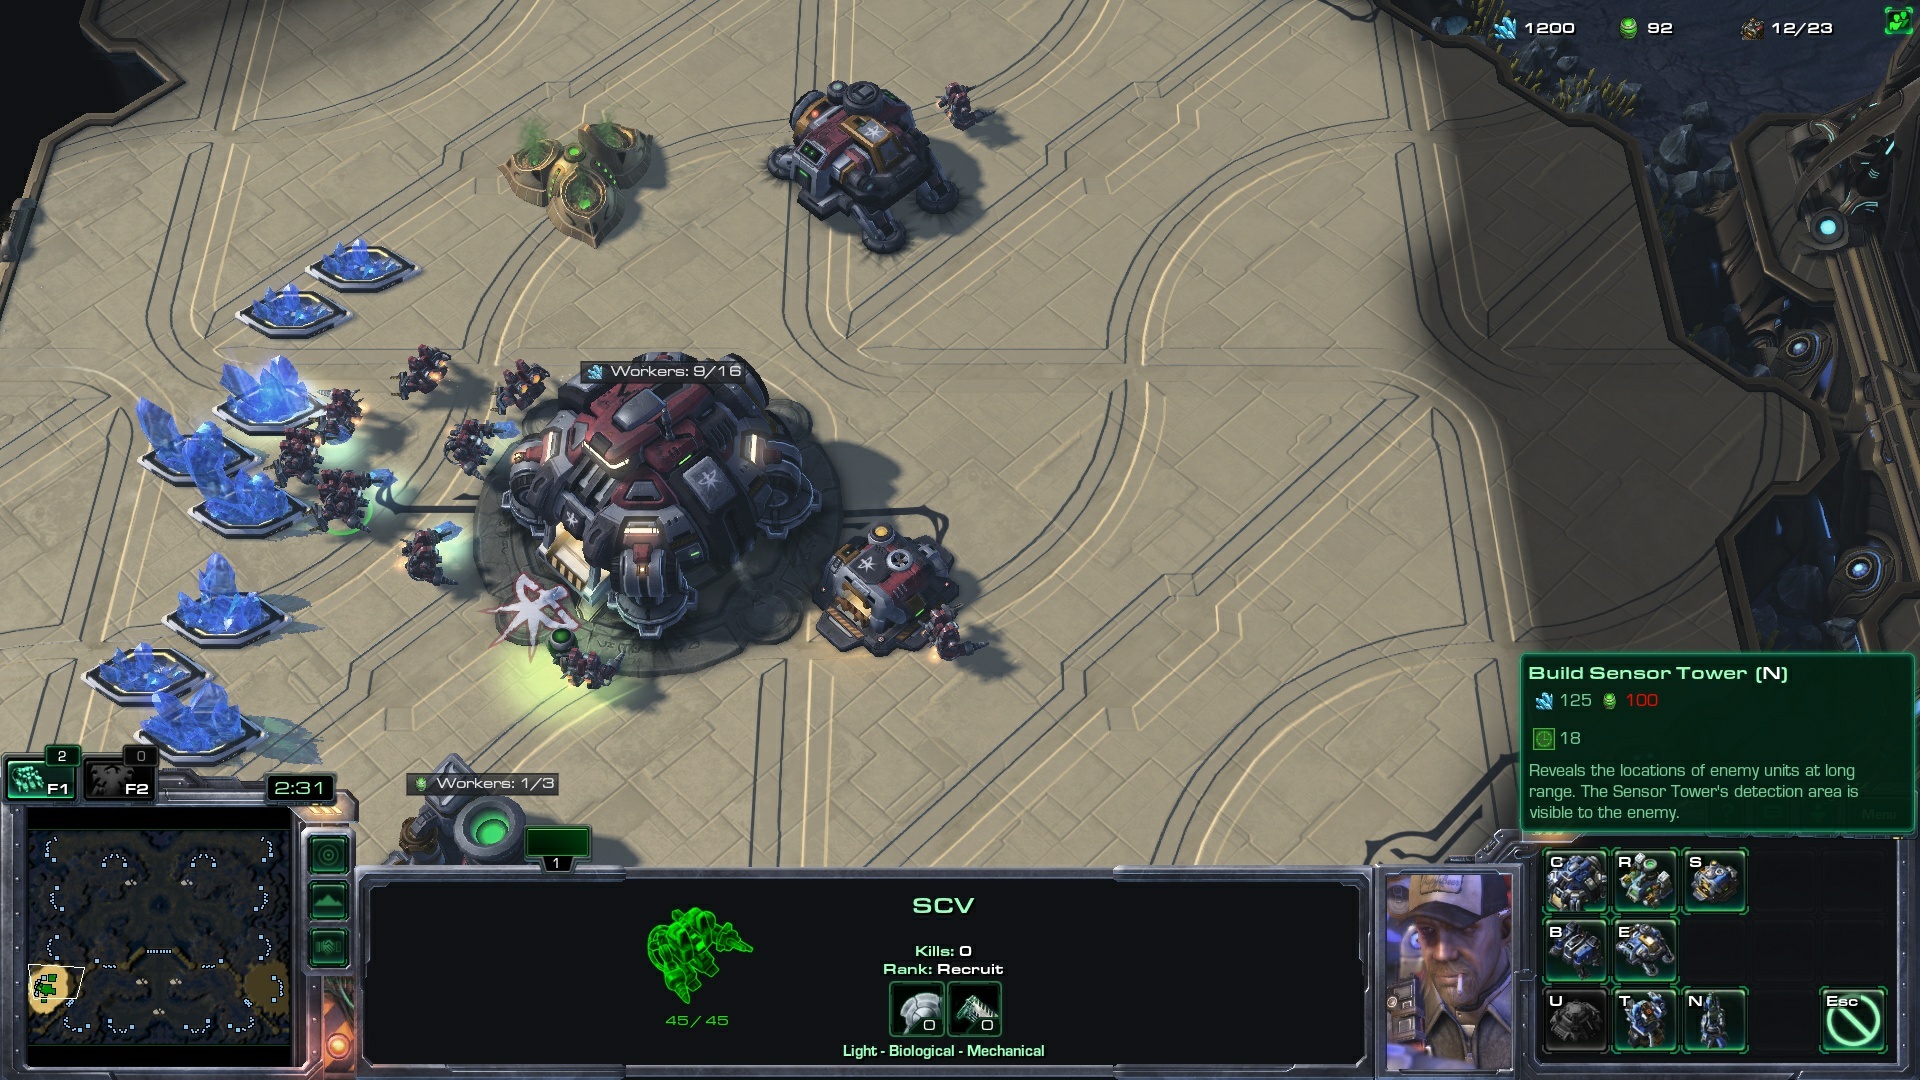 1200
92
12/23
Workers: 9/16
Build Sensor Tower (N)
125 100
18
Reveals the locations of enemy units at long
range. The Sensor Tower's detection area is
visible to the enemy.
2
0
F1
F2
2:31
Workers: 1/3
1
SCV
Kills: 0
Rank: Recruit
0
0
45/45
Light - Biological - Mechanical
C
R
S
B
E
U
T
N
Esc